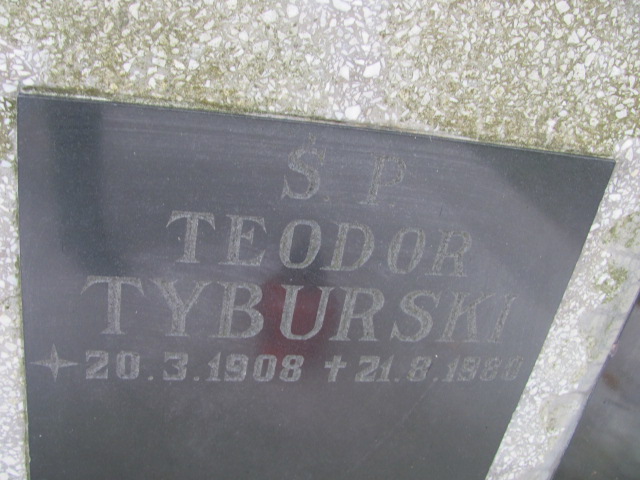 Ś. P
TEODOR
TYBURSKI
20.3.1908 † 21.8.1980